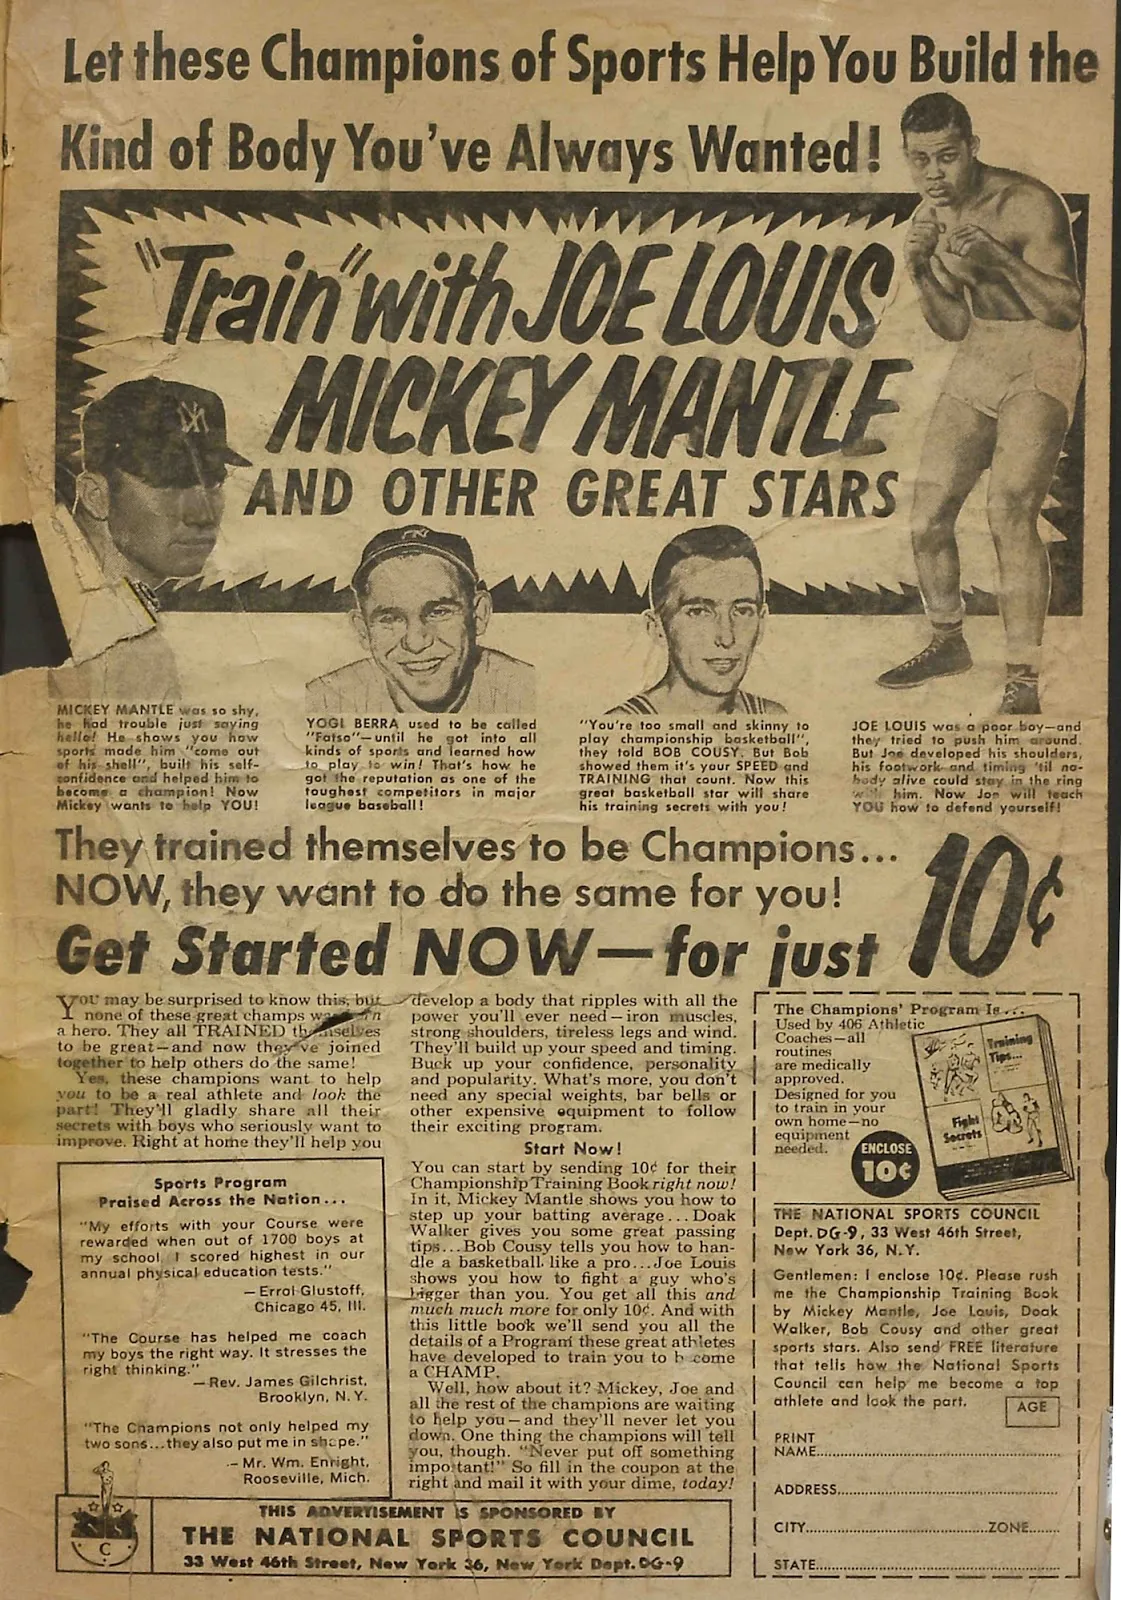 Let these Champions of Sports Help You Build the
Kind of Body You've Always Wanted!
"Train" with JOE LOUIS
MICKEY MANTLE
AND OTHER GREAT STARS
MICKEY MANTLE was so shy,
he had trouble just saying
hello! He shows you how
sports made him "come out
of his shell", built his self-
confidence and helped him to
become a champion! Now
Mickey wants to help YOU!
YOGI BERRA used to be called
"Fatso"—until he got into all
kinds of sports and learned how
to play to win! That's how he
got the reputation as one of the
toughest competitors in major
league baseball!
"You're too small and skinny to
play championship basketball",
they told BOB COUSY. But Bob
showed them it's your SPEED and
TRAINING that count. Now this
great basketball star will share
his training secrets with you!
JOE LOUIS was a poor boy—and
they tried to push him around.
But Joe developed his shoulders,
his footwork and timing 'til no-
body alive could stay in the ring
with him. Now Joe will teach
YOU how to defend yourself!
They trained themselves to be Champions...
NOW, they want to do the same for you!
Get Started NOW—for just 10¢
You may be surprised to know this, but
none of these great champs
a hero. They all TRAINED themselves
to be great—and now they've joined
together to help others do the same!
Yes, these champions want to help
you to be a real athlete and look the
part! They'll gladly share all their
secrets with boys who seriously want to
improve. Right at home they'll help you
Sports Program
Praised Across the Nation...
"My efforts with your Course were
rewarded when out of 1700 boys at
my school I scored highest in our
annual physical education tests."
—Errol Glustoff,
Chicago 45, Ill.
"The Course has helped me coach
my boys the right way. It stresses the
right thinking."
—Rev. James Gilchrist,
Brooklyn, N.Y.
"The Champions not only helped my
two sons...they also put me in shape."
—Mr. Wm. Enright,
Rooseville, Mich.
develop a body that ripples with all the
power you'll ever need—iron muscles,
strong shoulders, tireless legs and wind.
They'll build up your speed and timing.
Buck up your confidence, personality
and popularity. What's more, you don't
need any special weights, bar bells or
other expensive equipment to follow
their exciting program.
Start Now!
You can start by sending 10¢ for their
Championship Training Book right now!
In it, Mickey Mantle shows you how to
step up your batting average...Doak
Walker gives you some great passing
tips...Bob Cousy tells you how to han-
dle a basketball like a pro...Joe Louis
shows you how to fight a guy who's
bigger than you. You get all this and
much much more for only 10¢. And with
this little book we'll send you all the
details of a Program these great athletes
have developed to train you to become
a CHAMP.
Well, how about it? Mickey, Joe and
all the rest of the champions are waiting
to help you—and they'll never let you
down. One thing the champions will tell
you, though. "Never put off something
important!" So fill in the coupon at the
right and mail it with your dime, today!
C
THIS ADVERTISEMENT IS SPONSORED BY
THE NATIONAL SPORTS COUNCIL
33 West 46th Street, New York 36, New York Dept. DG-9
The Champions' Program Is...
Used by 406 Athletic
Coaches—all
routines
are medically
approved.
Designed for you
to train in your
own home—no
equipment
needed.
ENCLOSE
10¢
Training
Tips...
Fight
Secrets
THE NATIONAL SPORTS COUNCIL
Dept. DG-9, 33 West 46th Street,
New York 36, N.Y.
Gentlemen: I enclose 10¢. Please rush
me the Championship Training Book
by Mickey Mantle, Joe Louis, Doak
Walker, Bob Cousy and other great
sports stars. Also send FREE literature
that tells how the National Sports
Council can help me become a top
athlete and look the part.
AGE
PRINT
NAME
ADDRESS
CITY ZONE
STATE